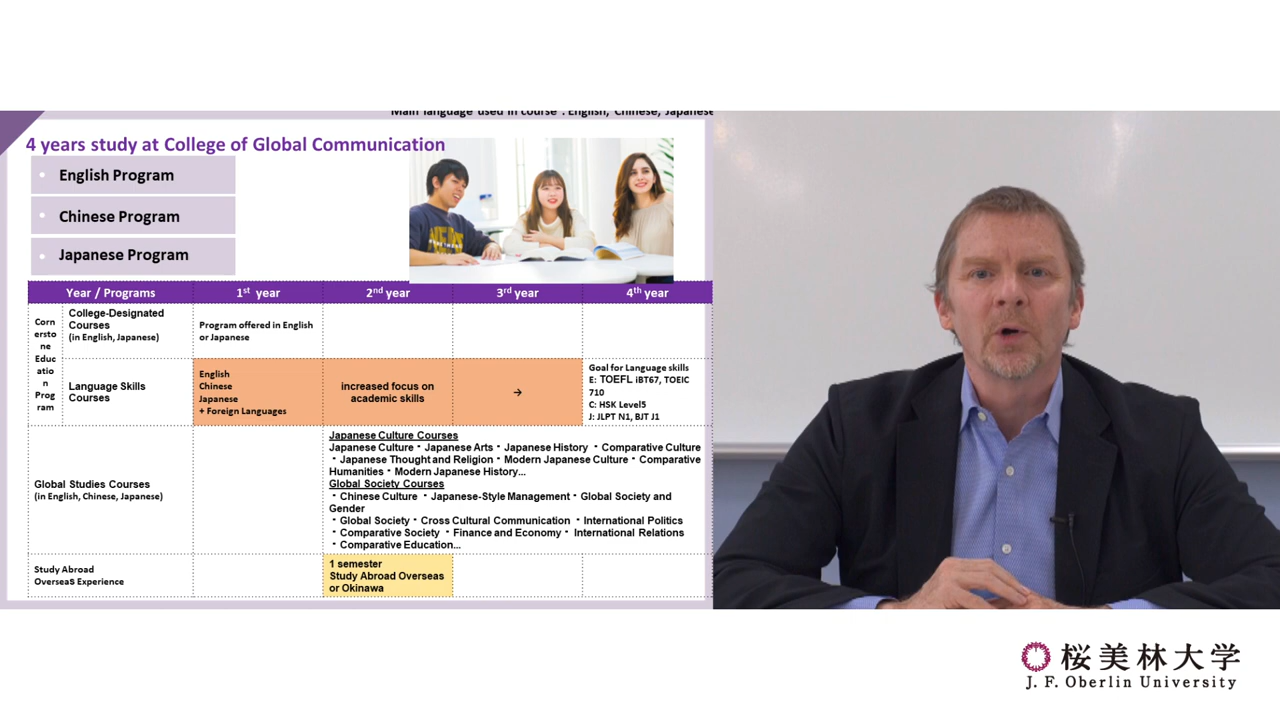 Main language used in course : English, Chinese, Japanese
4 years study at College of Global Communication
English Program
Chinese Program
Japanese Program
Year / Programs
1st year
2nd year
3rd year
4th year
Corn
ersto
ne
Educ
atio
n
Prog
ram
College-Designated
Courses
(in English, Japanese)
Program offered in English
or Japanese
Language Skills
Courses
English
Chinese
Japanese
+ Foreign Languages
increased focus on
academic skills
→
Goal for Language skills
E: TOEFL iBT67, TOEIC
710
C: HSK Level5
J: JLPT N1, BJT J1
Global Studies Courses
(in English, Chinese, Japanese)
Japanese Culture Courses
Japanese Culture・Japanese Arts・Japanese History ・Comparative Culture
・Japanese Thought and Religion・Modern Japanese Culture・Comparative
Humanities・Modern Japanese History...
Global Society Courses
・Chinese Culture ・Japanese-Style Management・Global Society and
Gender
・Global Society・Cross Cultural Communication ・International Politics
・Comparative Society ・Finance and Economy・International Relations
・Comparative Education...
Study Abroad
Overseas Experience
1 semester
Study Abroad Overseas
or Okinawa
桜美林大学
J. F. Oberlin University